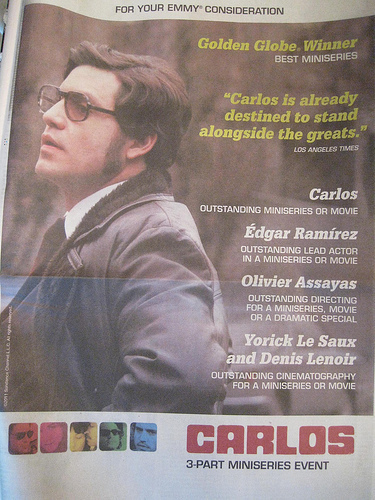 FOR YOUR EMMY® CONSIDERATION
Golden Globe® Winner
BEST MINISERIES
“Carlos is already
destined to stand
alongside the greats.”
LOS ANGELES TIMES
Carlos
OUTSTANDING MINISERIES OR MOVIE
Édgar Ramírez
OUTSTANDING LEAD ACTOR
IN A MINISERIES OR MOVIE
Olivier Assayas
OUTSTANDING DIRECTING
FOR A MINISERIES, MOVIE
OR A DRAMATIC SPECIAL
Yorick Le Saux
and Denis Lenoir
OUTSTANDING CINEMATOGRAPHY
FOR A MINISERIES OR MOVIE
CARLOS
3-PART MINISERIES EVENT